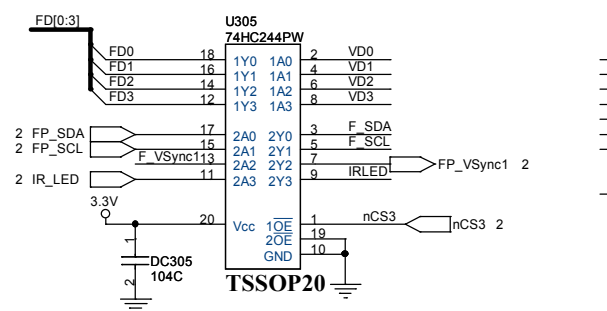 FD[0:3]
U305
74HC244PW
FD0 18 1Y0 1A0 2 VD0
FD1 16 1Y1 1A1 4 VD1
FD2 14 1Y2 1A2 6 VD2
FD3 12 1Y3 1A3 8 VD3
2 FP_SDA 17 2A0 2Y0 3 F_SDA
2 FP_SCL 15 2A1 2Y1 5 F_SCL
F_VSync1 13 2A2 2Y2 7 FP_VSync1 2
2 IR_LED 11 2A3 2Y3 9 IRLED
3.3V
20 Vcc 1OE 1 nCS3 nCS3 2
2OE 19
GND 10
1
DC305
104C
2
TSSOP20